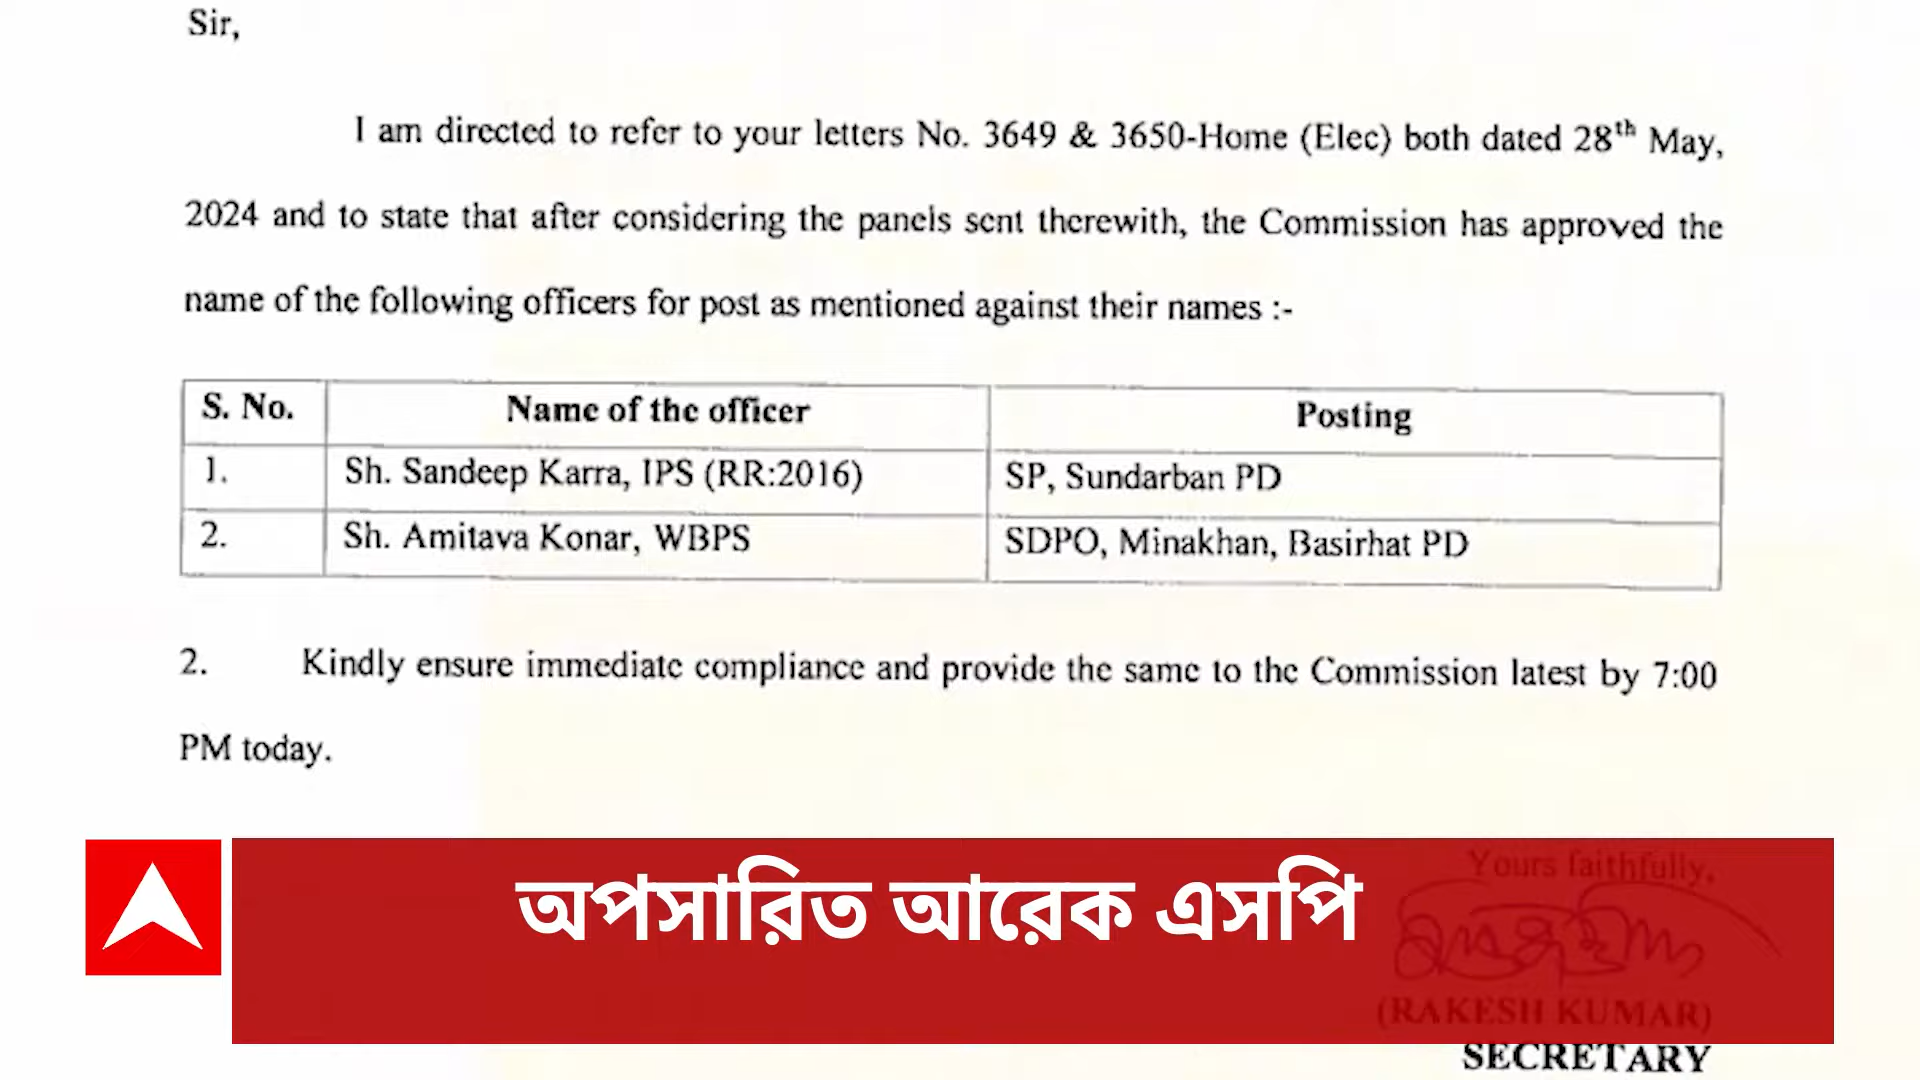 Sir,
I am directed to refer to your letters No. 3649 & 3650-Home (Elec) both dated 28th May,
2024 and to state that after considering the panels sent therewith, the Commission has approved the
name of the following officers for post as mentioned against their names :-
S. No. Name of the officer Posting
1. Sh. Sandeep Karra, IPS (RR:2016) SP, Sundarban PD
2. Sh. Amitava Konar, WBPS SDPO, Minakhan, Basirhat PD
2. Kindly ensure immediate compliance and provide the same to the Commission latest by 7:00
PM today.
Yours faithfully,
অপসারিত আরেক এসপি
(RAKESH KUMAR)
SECRETARY